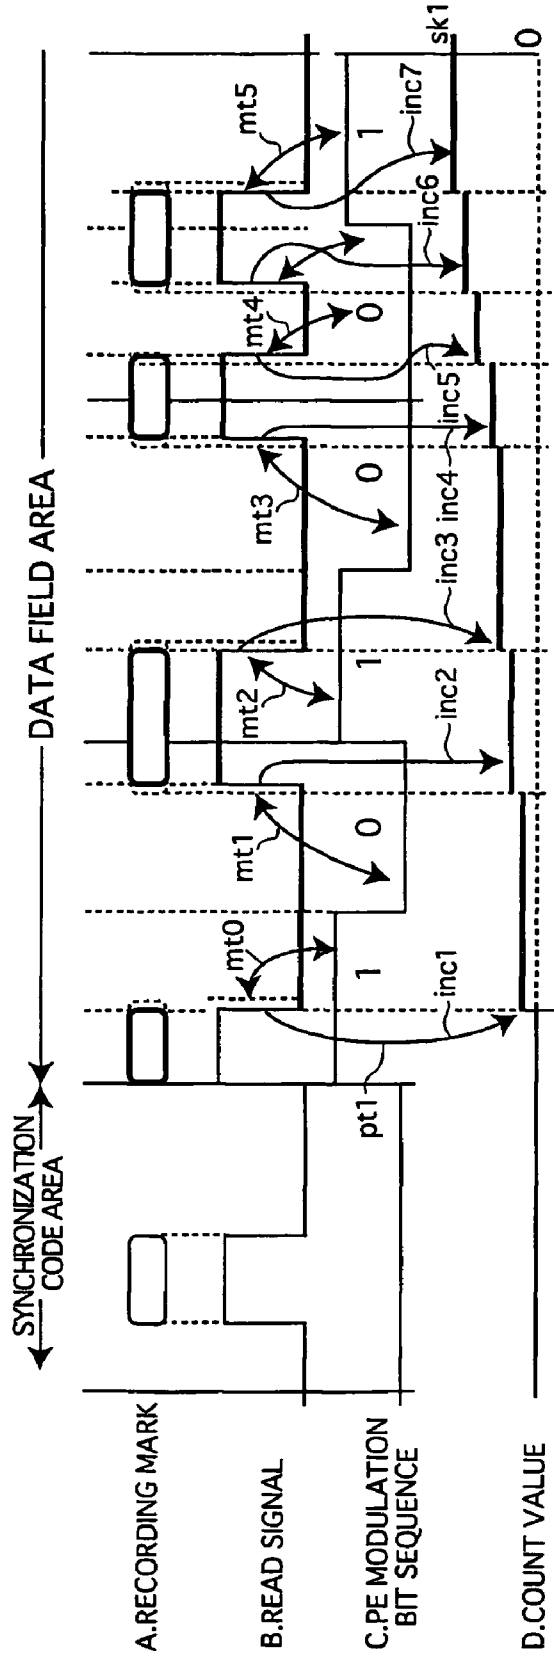 SYNCHRONIZATION
CODE AREA
DATA FIELD AREA
A.RECORDING MARK
B.READ SIGNAL
mt0
mt1
mt2
mt3
mt4
mt5
C.PE MODULATION
BIT SEQUENCE
1
0
1
0
0
1
pt1
inc1
inc2
inc3
inc4
inc5
inc6
inc7
sk1
D.COUNT VALUE
0